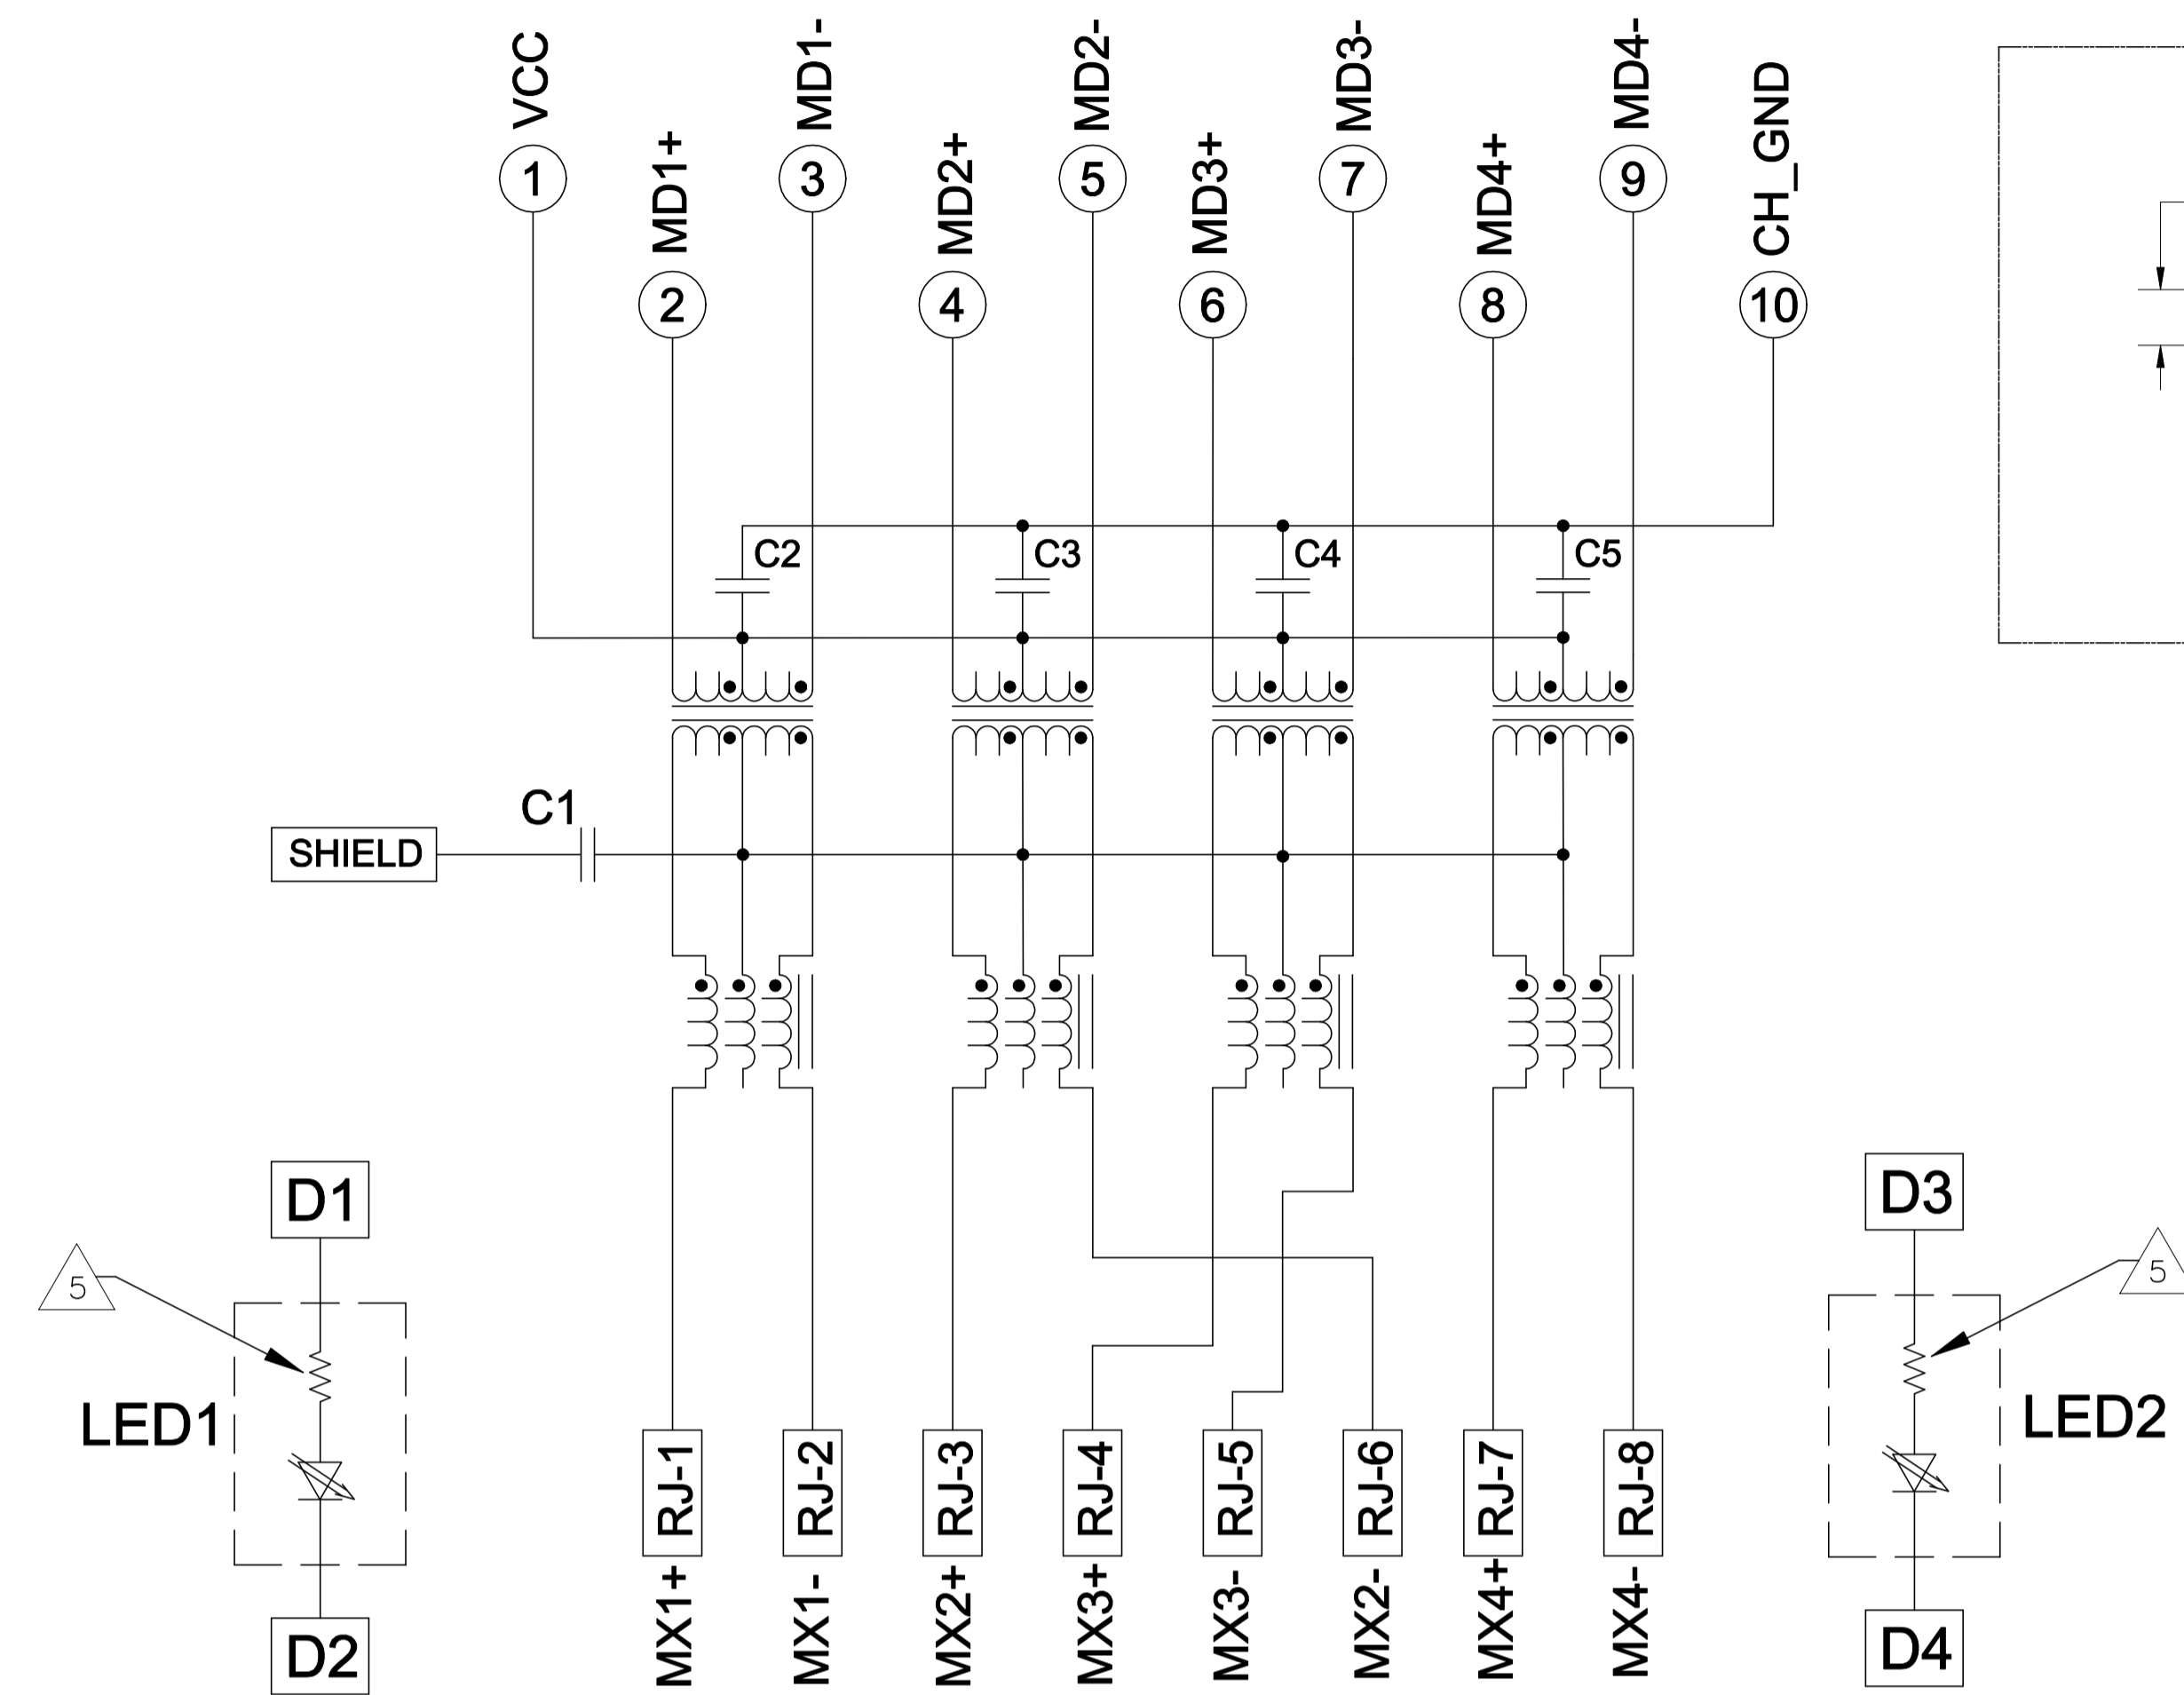 VCC
MD1+
MD1-
MD2+
MD2-
MD3+
MD3-
MD4+
MD4-
CH_GND
1
2
3
4
5
6
7
8
9
10
C2
C3
C4
C5
C1
SHIELD
D1
D3
5
5
LED1
LED2
RJ-1
RJ-2
RJ-3
RJ-4
RJ-5
RJ-6
RJ-7
RJ-8
MX1+
MX1-
MX2+
MX3+
MX3-
MX2-
MX4+
MX4-
D2
D4